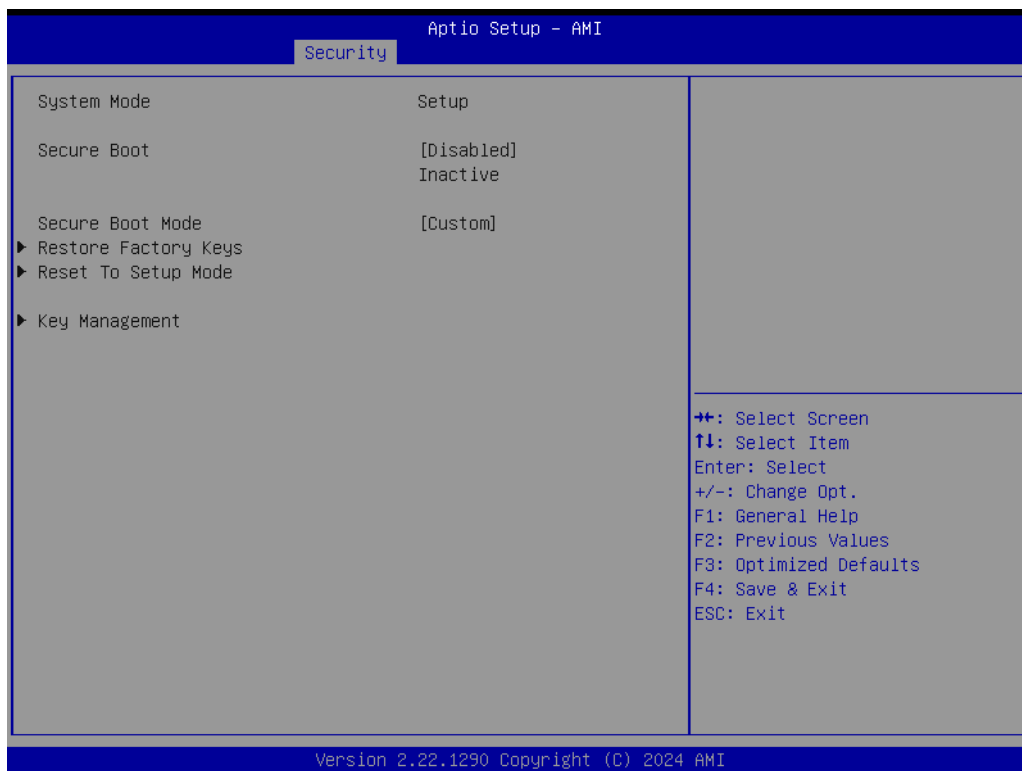 Aptio Setup – AMI
Security
System Mode Setup
Secure Boot [Disabled]
Inactive
Secure Boot Mode [Custom]
▶ Restore Factory Keys
▶ Reset To Setup Mode
▶ Key Management
→←: Select Screen
↑↓: Select Item
Enter: Select
+/-: Change Opt.
F1: General Help
F2: Previous Values
F3: Optimized Defaults
F4: Save & Exit
ESC: Exit
Version 2.22.1290 Copyright (C) 2024 AMI